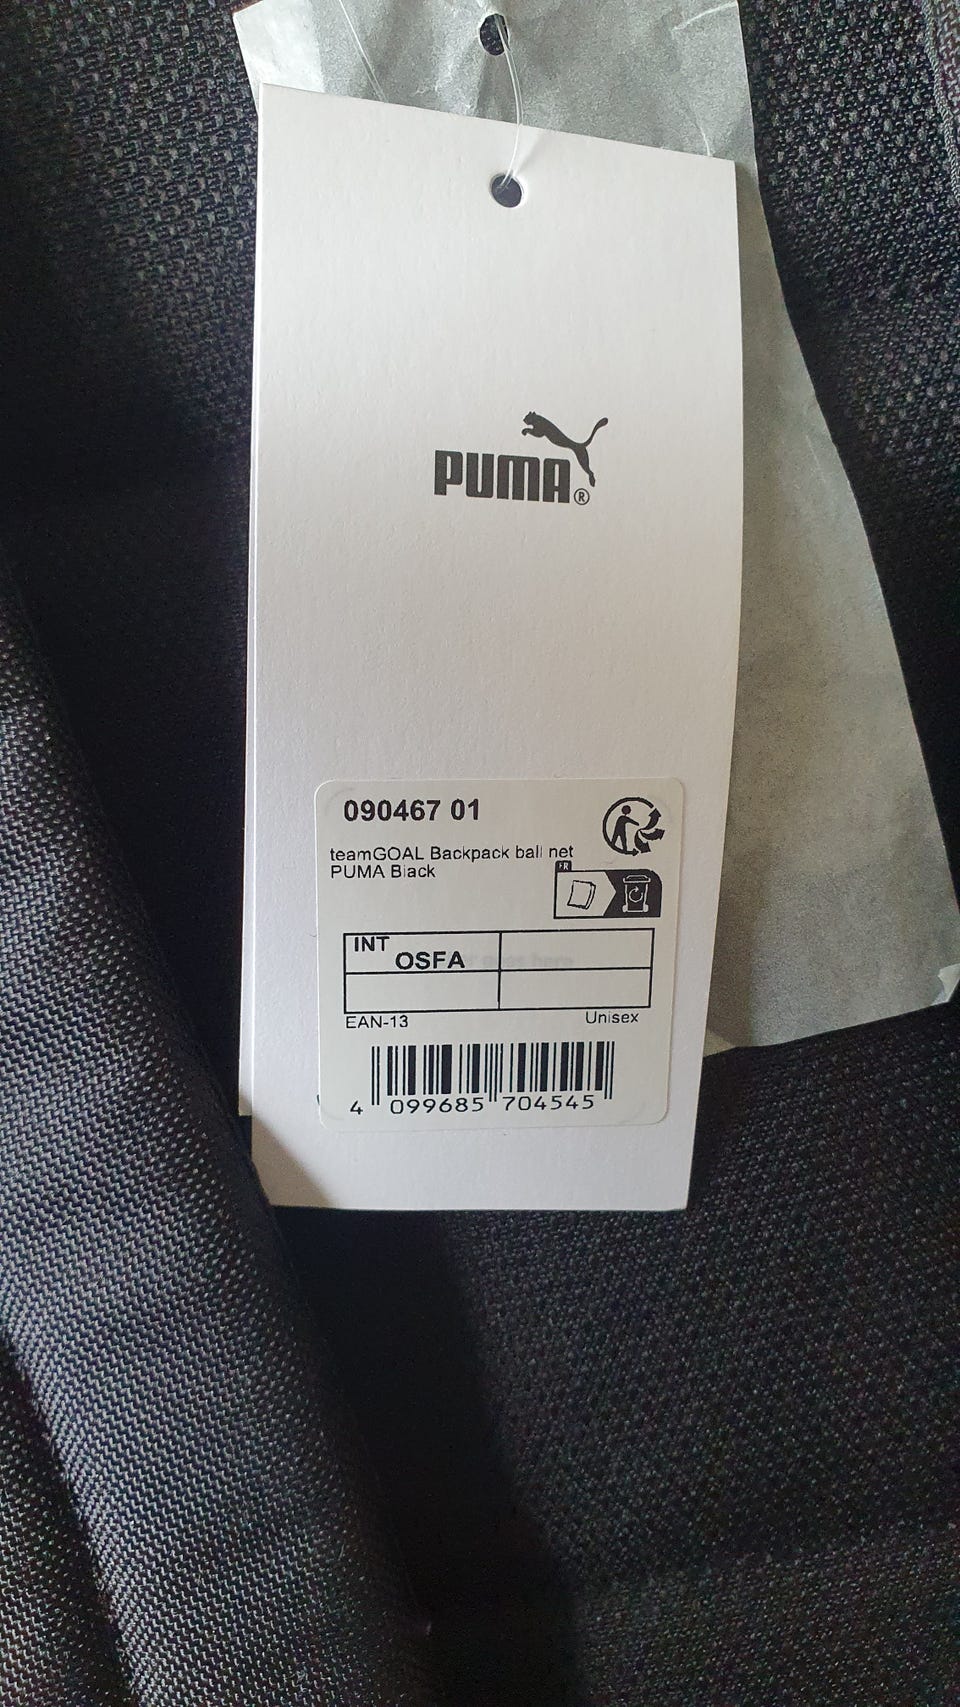 PUMA®
090467 01
teamGOAL Backpack ball net
PUMA Black
FR
INT
OSFA
EAN-13 Unisex
4 099685 704545